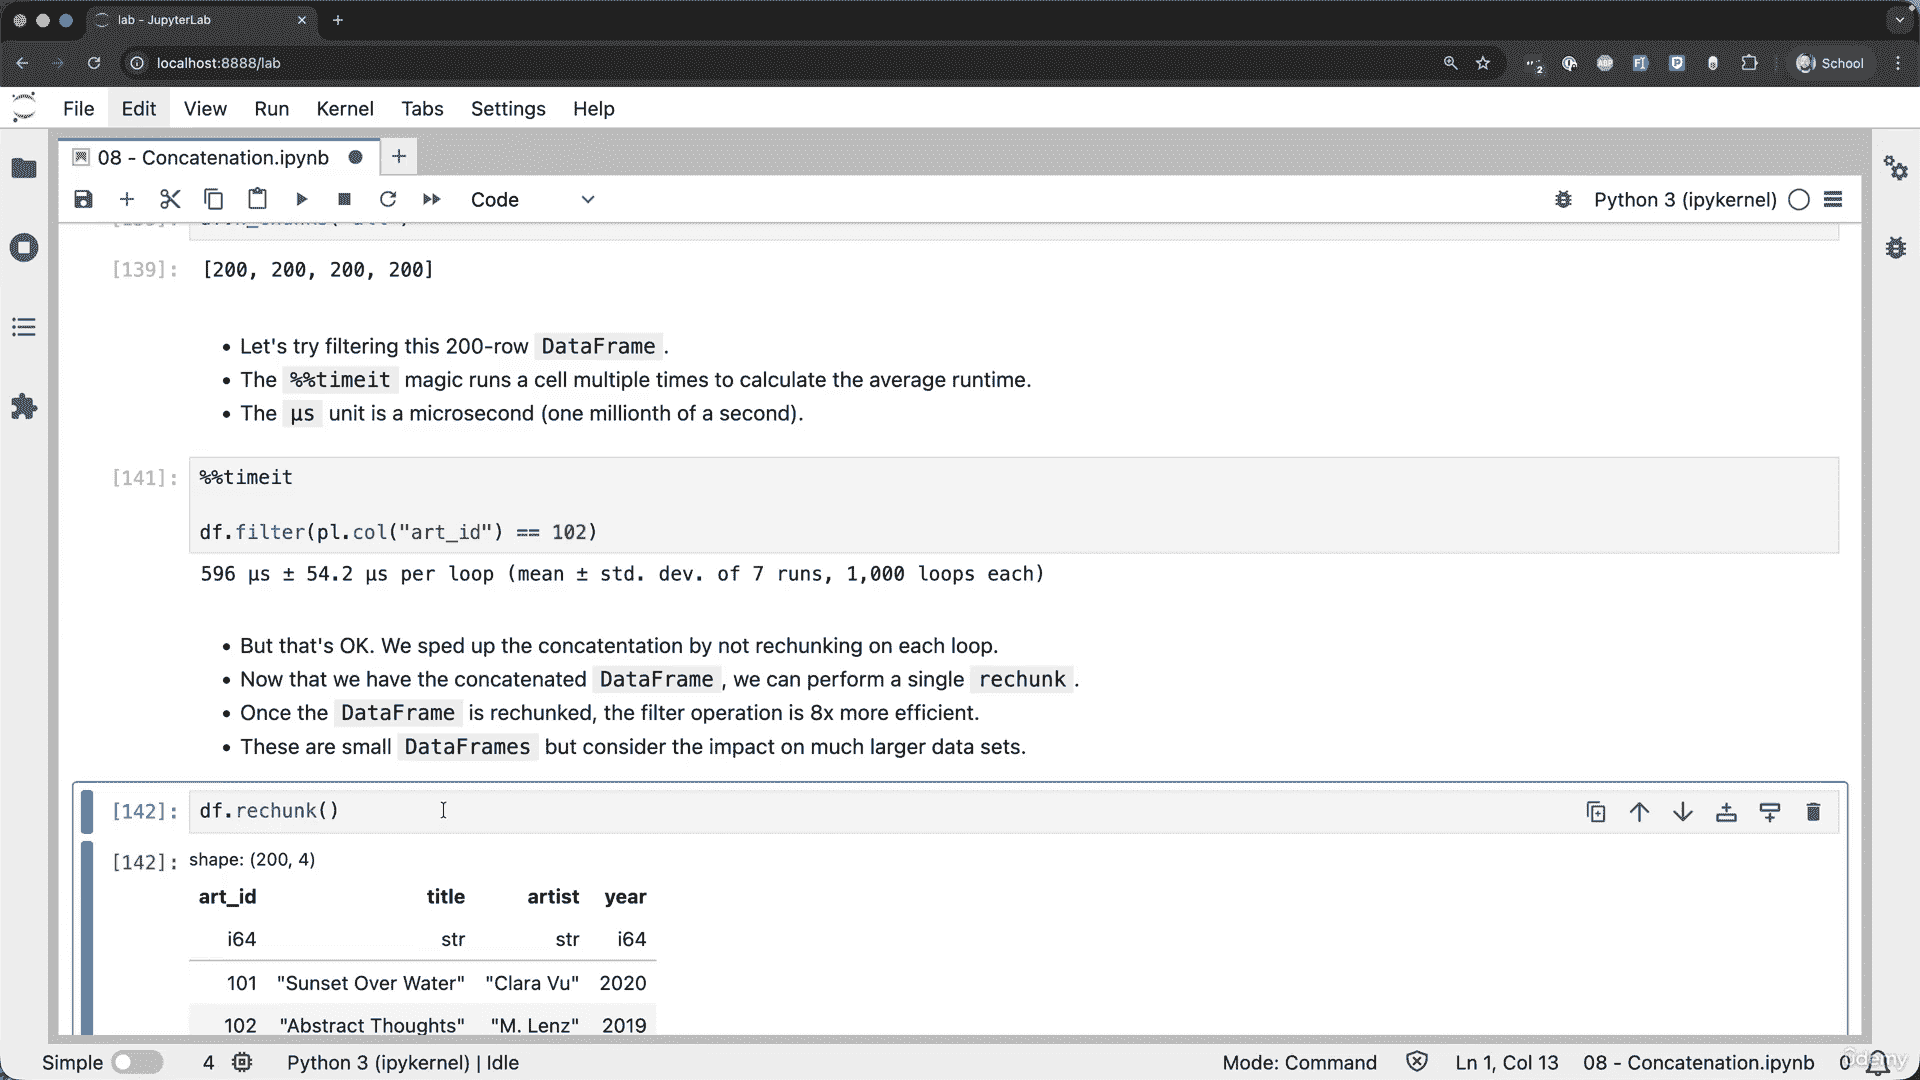 lab - JupyterLab
localhost:8888/lab
2
ABP
School
File Edit View Run Kernel Tabs Settings Help
08 - Concatenation.ipynb
Code
Python 3 (ipykernel)
[139]: [200, 200, 200, 200]
• Let's try filtering this 200-row DataFrame.
• The %%timeit magic runs a cell multiple times to calculate the average runtime.
• The µs unit is a microsecond (one millionth of a second).
[141]: %%timeit
df.filter(pl.col("art_id") == 102)
596 µs ± 54.2 µs per loop (mean ± std. dev. of 7 runs, 1,000 loops each)
• But that's OK. We sped up the concatentation by not rechunking on each loop.
• Now that we have the concatenated DataFrame, we can perform a single rechunk.
• Once the DataFrame is rechunked, the filter operation is 8x more efficient.
• These are small DataFrames but consider the impact on much larger data sets.
[142]: df.rechunk()
[142]: shape: (200, 4)
art_id title artist year
i64 str str i64
101 "Sunset Over Water" "Clara Vu" 2020
102 "Abstract Thoughts" "M. Lenz" 2019
Simple 4 Python 3 (ipykernel) | Idle Mode: Command Ln 1, Col 13 08 - Concatenation.ipynb 0
ûdemy